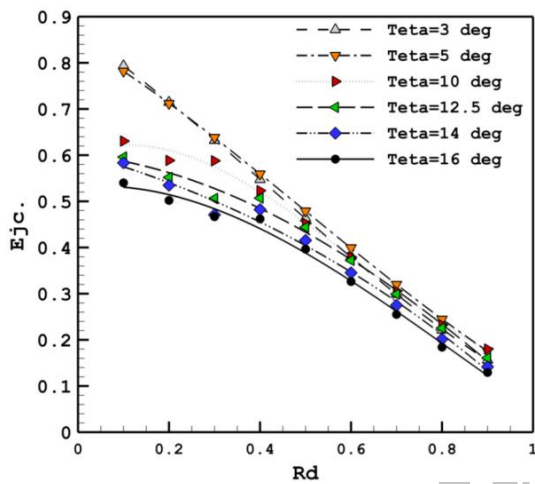 0.9
0.8
0.7
0.6
0.5
0.4
0.3
0.2
0.1
0
Ejc.
Teta=3 deg
Teta=5 deg
Teta=10 deg
Teta=12.5 deg
Teta=14 deg
Teta=16 deg
0 0.2 0.4 0.6 0.8 1
Rd